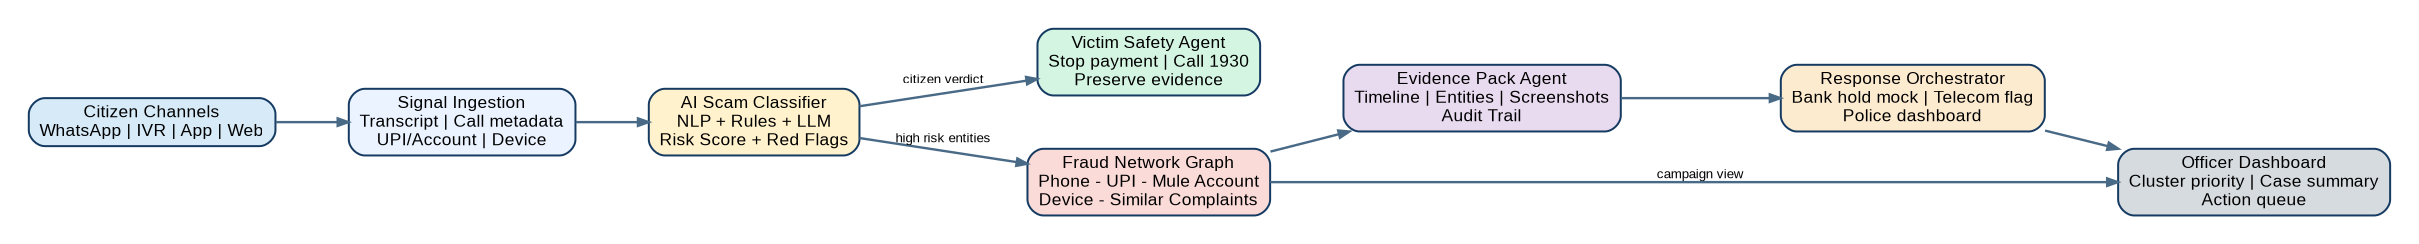 Citizen Channels
WhatsApp | IVR | App | Web
Signal Ingestion
Transcript | Call metadata
UPI/Account | Device
AI Scam Classifier
NLP + Rules + LLM
Risk Score + Red Flags
citizen verdict
high risk entities
Victim Safety Agent
Stop payment | Call 1930
Preserve evidence
Fraud Network Graph
Phone - UPI - Mule Account
Device - Similar Complaints
Evidence Pack Agent
Timeline | Entities | Screenshots
Audit Trail
campaign view
Response Orchestrator
Bank hold mock | Telecom flag
Police dashboard
Officer Dashboard
Cluster priority | Case summary
Action queue